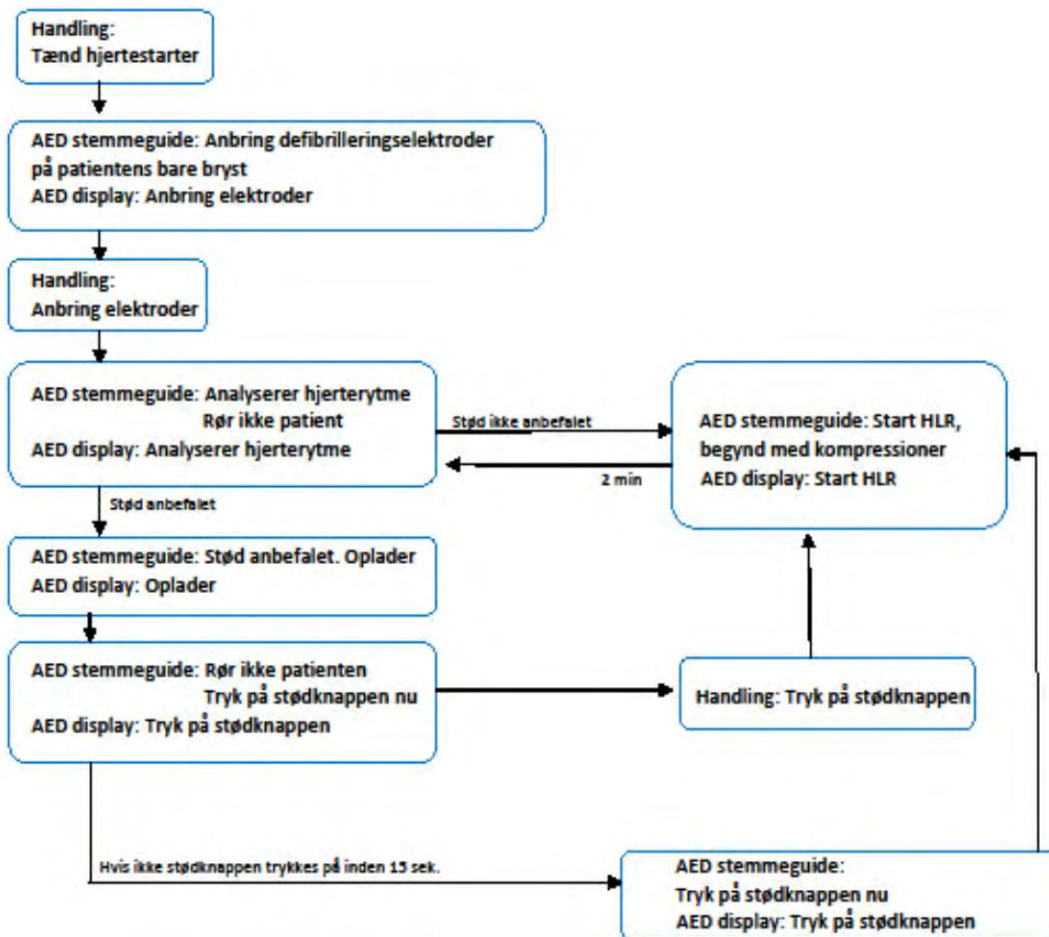 Handling:
Tænd hjertestarter
AED stemmeguide: Anbring defibrilleringselektroder
på patientens bare bryst
AED display: Anbring elektroder
Handling:
Anbring elektroder
AED stemmeguide: Analyserer hjerterytme
Rør ikke patient
AED display: Analyserer hjerterytme
Stød ikke anbefalet
2 min
AED stemmeguide: Start HLR,
begynd med kompressioner
AED display: Start HLR
Stød anbefalet
AED stemmeguide: Stød anbefalet. Oplader
AED display: Oplader
AED stemmeguide: Rør ikke patienten
Tryk på stødknappen nu
AED display: Tryk på stødknappen
Handling: Tryk på stødknappen
Hvis ikke stødknappen trykkes på inden 15 sek.
AED stemmeguide:
Tryk på stødknappen nu
AED display: Tryk på stødknappen